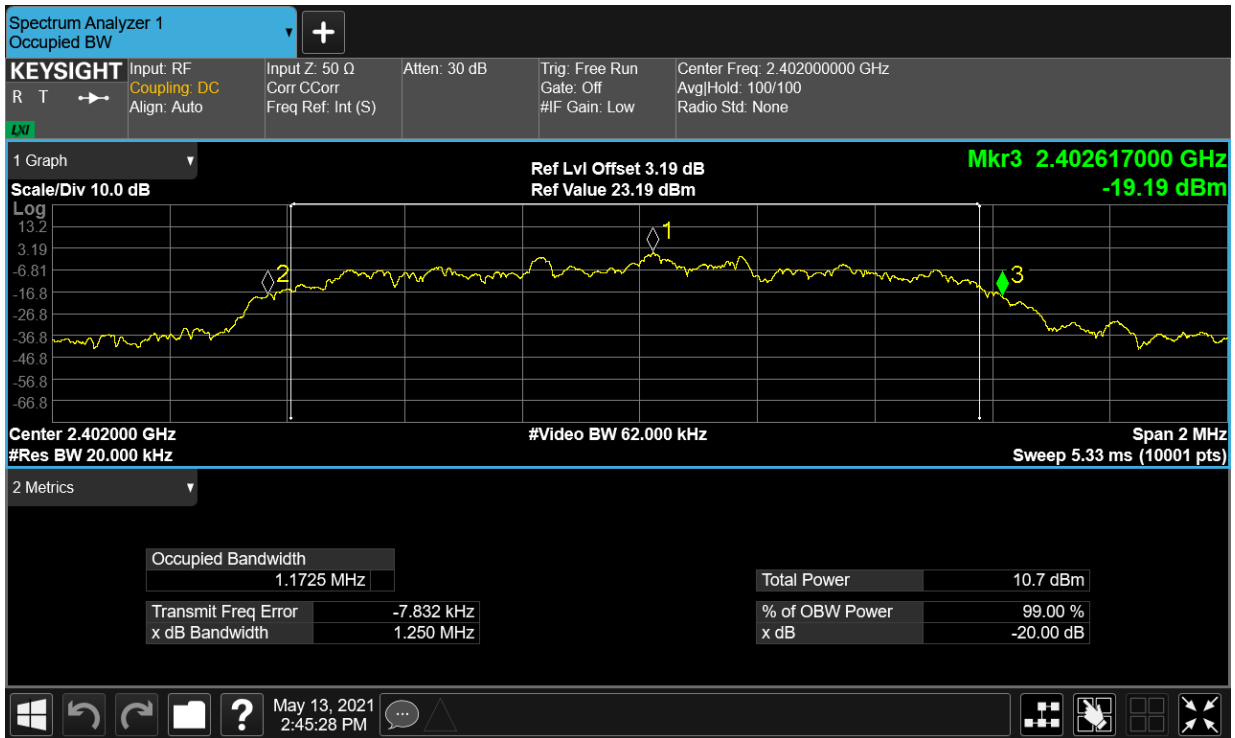 Spectrum Analyzer 1
Occupied BW
KEYSIGHT
R T
LXI
Input: RF
Coupling: DC
Align: Auto
Input Z: 50 Ω
Corr CCorr
Freq Ref: Int (S)
Atten: 30 dB
Trig: Free Run
Gate: Off
#IF Gain: Low
Center Freq: 2.402000000 GHz
Avg|Hold: 100/100
Radio Std: None
1 Graph
Scale/Div 10.0 dB
Ref Lvl Offset 3.19 dB
Ref Value 23.19 dBm
Mkr3 2.402617000 GHz
-19.19 dBm
Log
13.2
3.19
-6.81
-16.8
-26.8
-36.8
-46.8
-56.8
-66.8
1
2
3
Center 2.402000 GHz
#Video BW 62.000 kHz
Span 2 MHz
#Res BW 20.000 kHz
Sweep 5.33 ms (10001 pts)
2 Metrics
Occupied Bandwidth
1.1725 MHz
Transmit Freq Error -7.832 kHz
x dB Bandwidth 1.250 MHz
Total Power 10.7 dBm
% of OBW Power 99.00 %
x dB -20.00 dB
?
May 13, 2021
2:45:28 PM